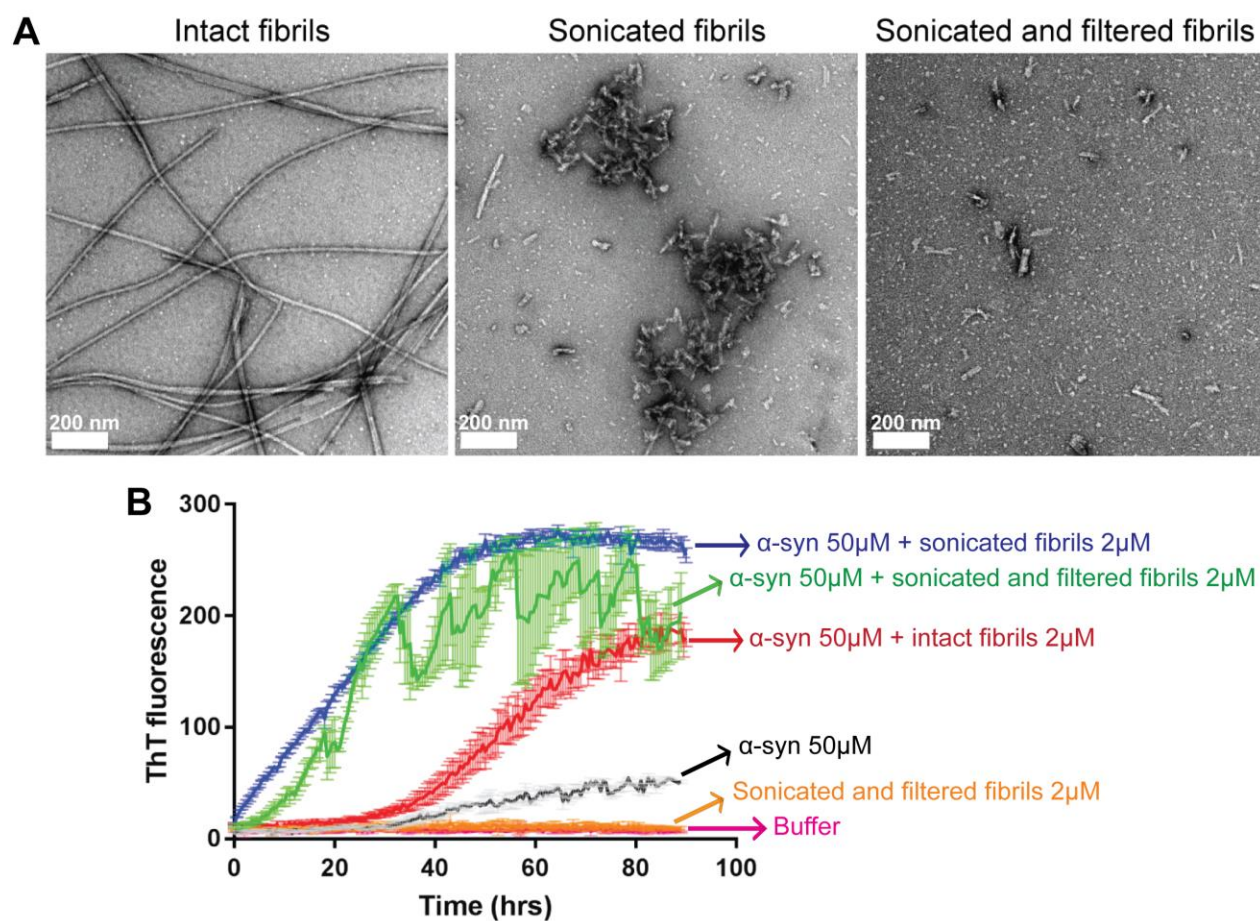 A
Intact fibrils
Sonicated fibrils
Sonicated and filtered fibrils
200 nm
200 nm
200 nm
B
300
200
100
0
ThT fluorescence
0
20
40
60
80
100
Time (hrs)
α-syn 50μM + sonicated fibrils 2μM
α-syn 50μM + sonicated and filtered fibrils 2μM
α-syn 50μM + intact fibrils 2μM
α-syn 50μM
Sonicated and filtered fibrils 2μM
Buffer